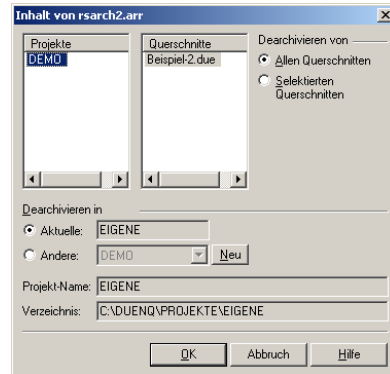 Inhalt von rsarch2.arr
Projekte
DEMO
Querschnitte
Beispiel-2.due
Dearchivieren von
Allen Querschnitten
Selektierten
Querschnitten
Dearchivieren in
Aktuelle: EIGENE
Andere: DEMO Neu
Projekt-Name: EIGENE
Verzeichnis: C:\DUENQ\PROJEKTE\EIGENE
OK Abbruch Hilfe